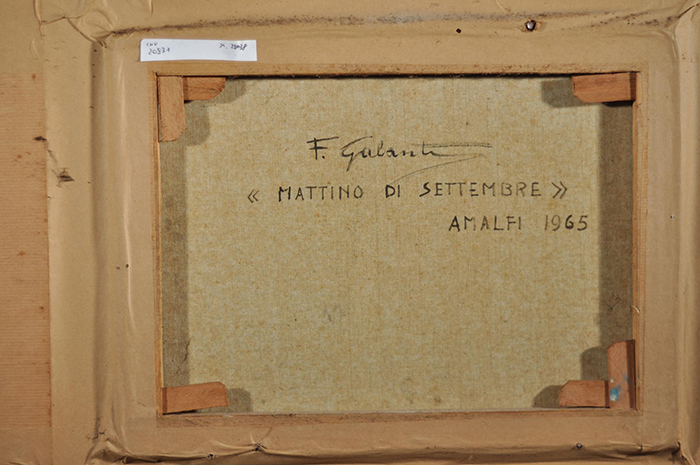 F. Galante
« MATTINO DI SETTEMBRE »
AMALFI 1965